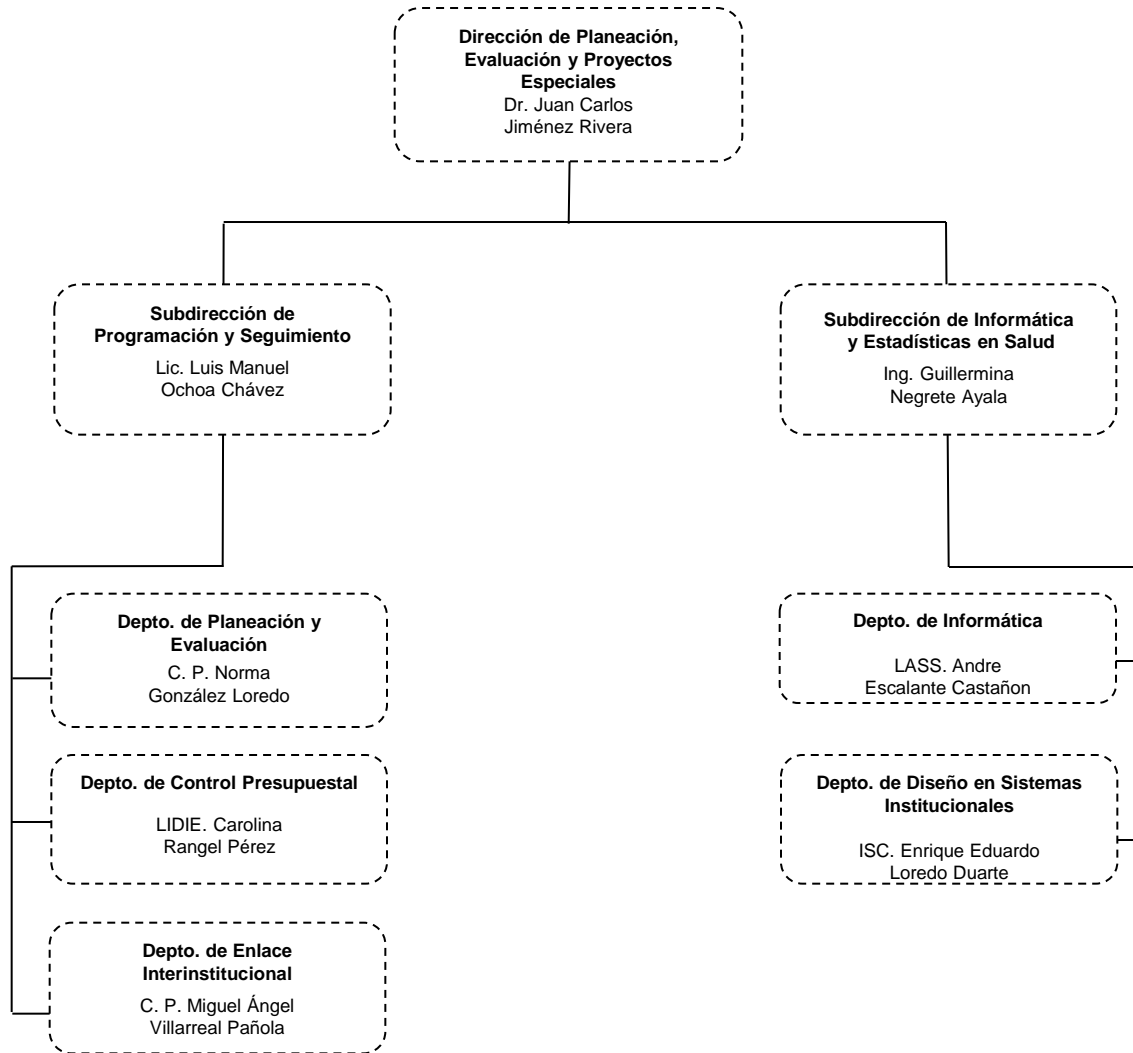 Dirección de Planeación,
Evaluación y Proyectos
Especiales
Dr. Juan Carlos
Jiménez Rivera
Subdirección de
Programación y Seguimiento
Lic. Luis Manuel
Ochoa Chávez
Subdirección de Informática
y Estadísticas en Salud
Ing. Guillermina
Negrete Ayala
Depto. de Planeación y
Evaluación
C. P. Norma
González Loredo
Depto. de Control Presupuestal
LIDIE. Carolina
Rangel Pérez
Depto. de Enlace
Interinstitucional
C. P. Miguel Ángel
Villarreal Pañola
Depto. de Informática
LASS. Andre
Escalante Castañon
Depto. de Diseño en Sistemas
Institucionales
ISC. Enrique Eduardo
Loredo Duarte